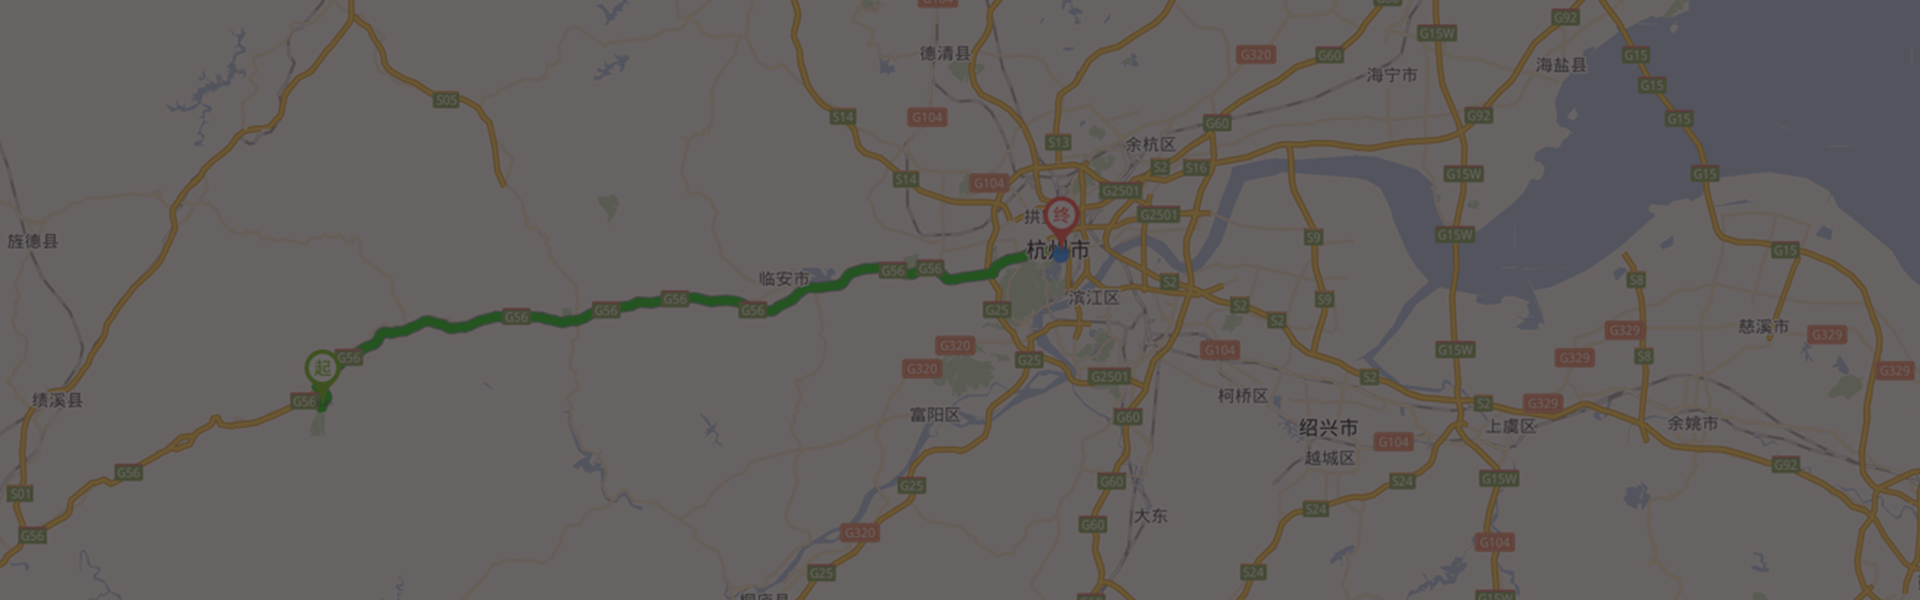 G104
G15W
G92
德清县
G320
G60
G15
海盐县
海宁市
G15
S05
S14
G104
G60
G92
G15
S13
余杭区
S2
S16
G15W
G15
S14
G104
G2501
终
拱
G2501
旌德县
杭州市
S9
G15W
G15
临安市
G56
G56
S2
S8
G56
G56
G56
G56
G25
滨江区
S2
S2
S9
G329
慈溪市
G329
起
G56
G320
G320
G25
G104
G15W
G329
S8
G329
G2501
S2
绩溪县
G56
富阳区
G60
柯桥区
S2
G329
绍兴市
G104
上虞区
余姚市
越城区
G56
S01
G25
G60
S24
G15W
G92
G56
G320
G60
大东
S24
G104
G25
S24
G15W